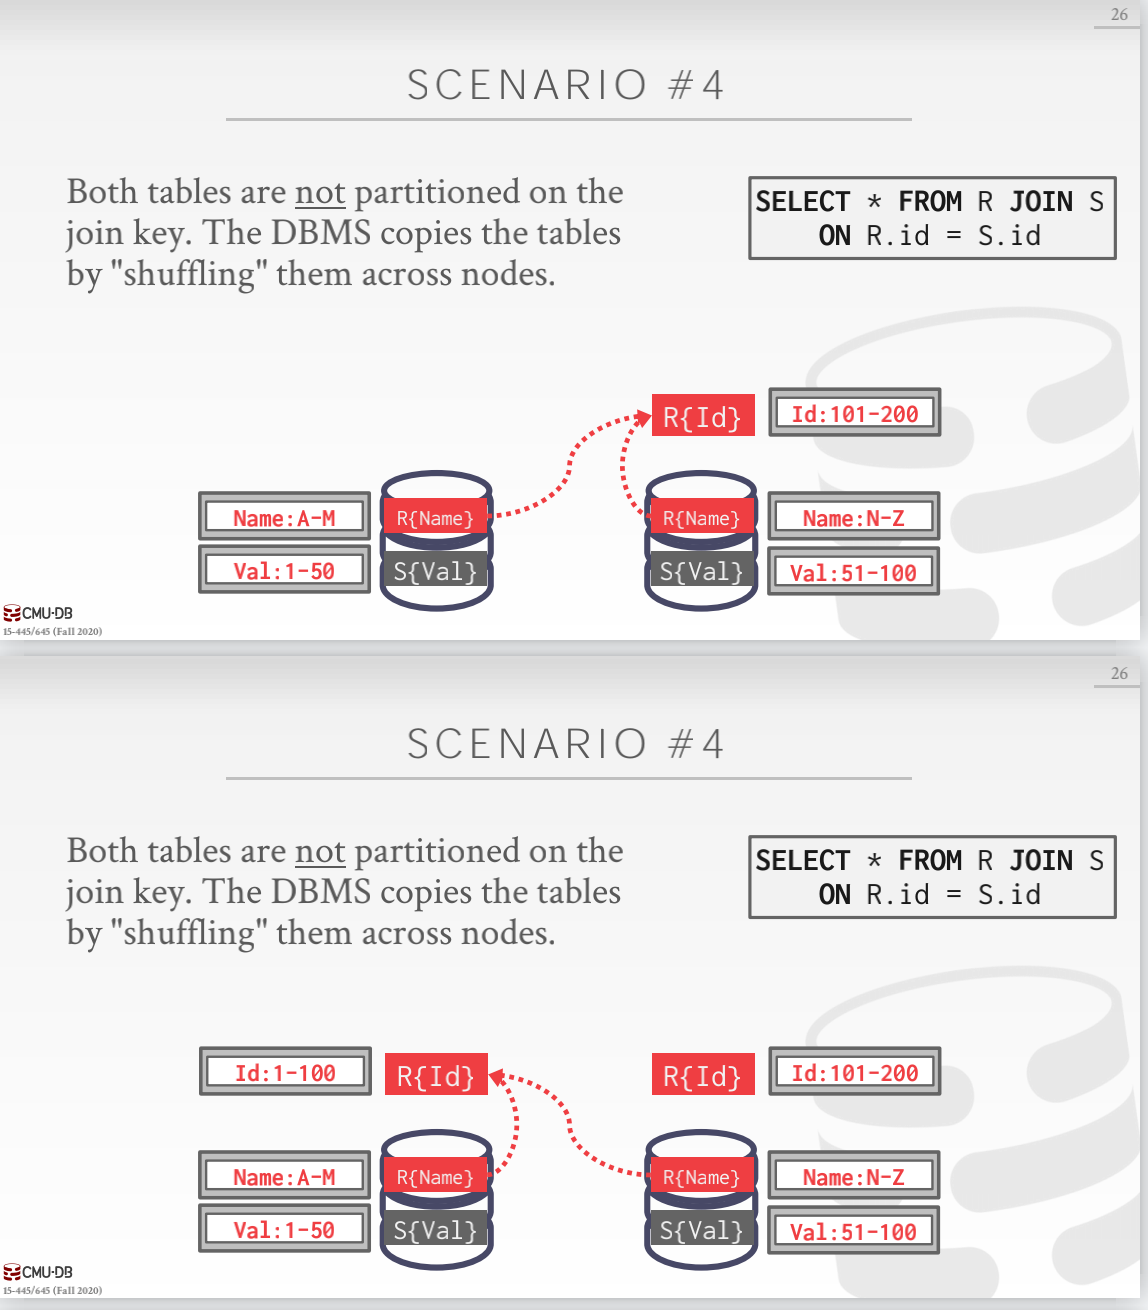 26
SCENARIO #4
Both tables are not partitioned on the
join key. The DBMS copies the tables
by "shuffling" them across nodes.
SELECT * FROM R JOIN S
ON R.id = S.id
R{Id}
Id:101-200
Name:A-M
R{Name}
R{Name}
Name:N-Z
Val:1-50
S{Val}
S{Val}
Val:51-100
CMU·DB
15-445/645 (Fall 2020)
26
SCENARIO #4
Both tables are not partitioned on the
join key. The DBMS copies the tables
by "shuffling" them across nodes.
SELECT * FROM R JOIN S
ON R.id = S.id
Id:1-100
R{Id}
R{Id}
Id:101-200
Name:A-M
R{Name}
R{Name}
Name:N-Z
Val:1-50
S{Val}
S{Val}
Val:51-100
CMU·DB
15-445/645 (Fall 2020)